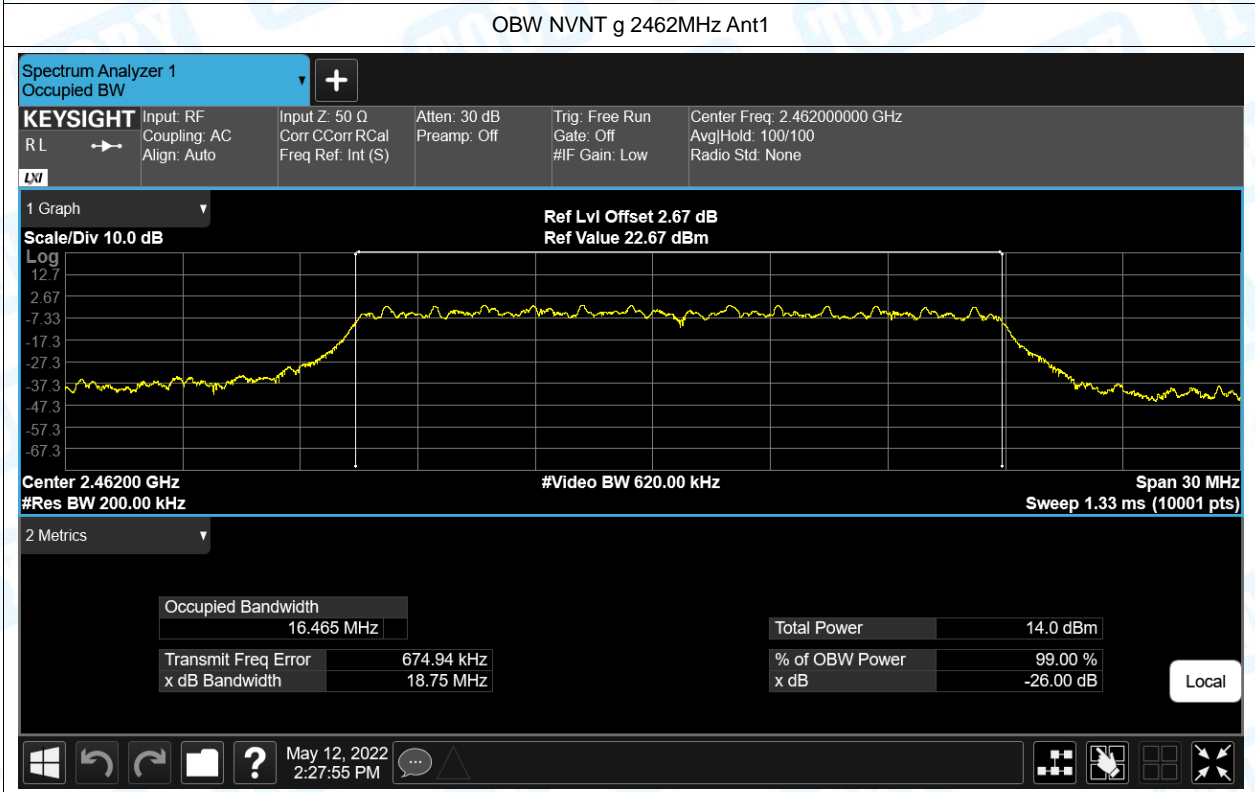 OBW NVNT g 2462MHz Ant1
Spectrum Analyzer 1
Occupied BW
KEYSIGHT
R L
LXI
Input: RF
Coupling: AC
Align: Auto
Input Z: 50 Ω
Corr CCorr RCal
Freq Ref: Int (S)
Atten: 30 dB
Preamp: Off
Trig: Free Run
Gate: Off
#IF Gain: Low
Center Freq: 2.462000000 GHz
Avg|Hold: 100/100
Radio Std: None
1 Graph
Scale/Div 10.0 dB
Ref Lvl Offset 2.67 dB
Ref Value 22.67 dBm
Log
12.7
2.67
-7.33
-17.3
-27.3
-37.3
-47.3
-57.3
-67.3
Center 2.46200 GHz
#Res BW 200.00 kHz
#Video BW 620.00 kHz
Span 30 MHz
Sweep 1.33 ms (10001 pts)
2 Metrics
Occupied Bandwidth
16.465 MHz
Transmit Freq Error 674.94 kHz
x dB Bandwidth 18.75 MHz
Total Power 14.0 dBm
% of OBW Power 99.00 %
x dB -26.00 dB
Local
?
May 12, 2022
2:27:55 PM